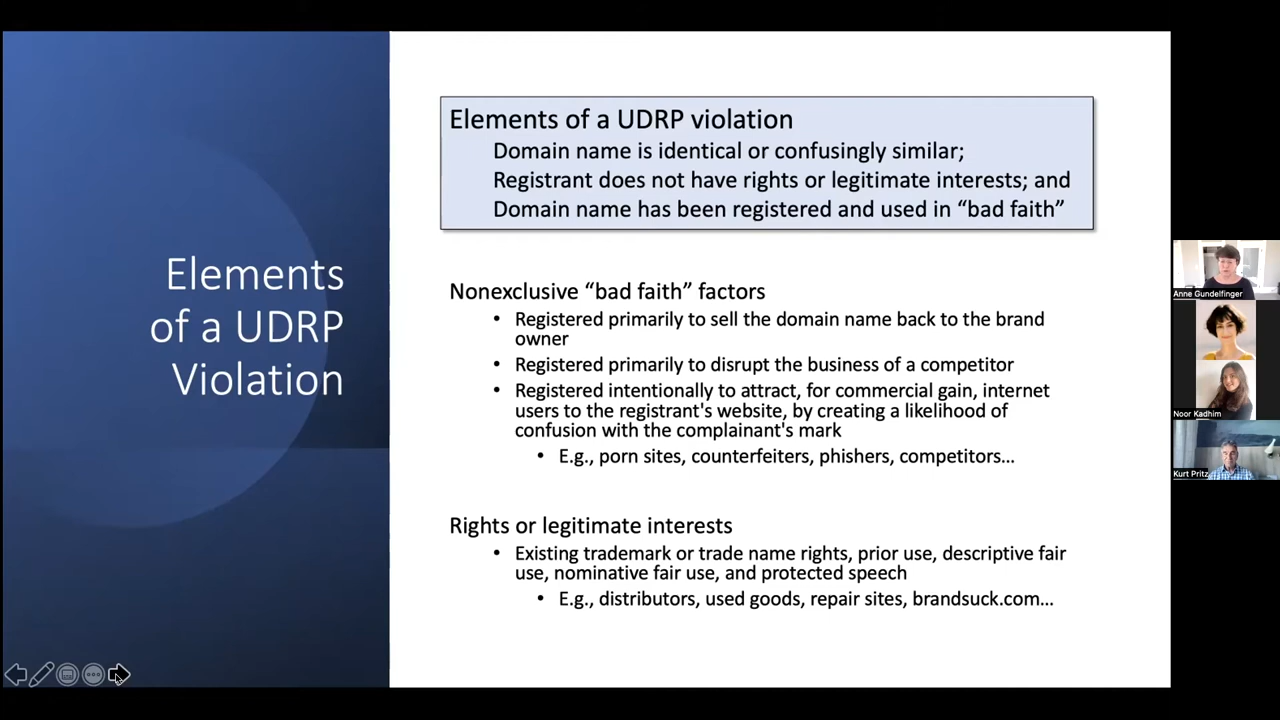 Elements
of a UDRP
Violation
Elements of a UDRP violation
Domain name is identical or confusingly similar;
Registrant does not have rights or legitimate interests; and
Domain name has been registered and used in “bad faith”
Nonexclusive “bad faith” factors
• Registered primarily to sell the domain name back to the brand
owner
• Registered primarily to disrupt the business of a competitor
• Registered intentionally to attract, for commercial gain, internet
users to the registrant's website, by creating a likelihood of
confusion with the complainant's mark
• E.g., porn sites, counterfeiters, phishers, competitors...
Rights or legitimate interests
• Existing trademark or trade name rights, prior use, descriptive fair
use, nominative fair use, and protected speech
• E.g., distributors, used goods, repair sites, brandsuck.com...
Anne Gundelfinger
Noor Kadhim
Kurt Pritz